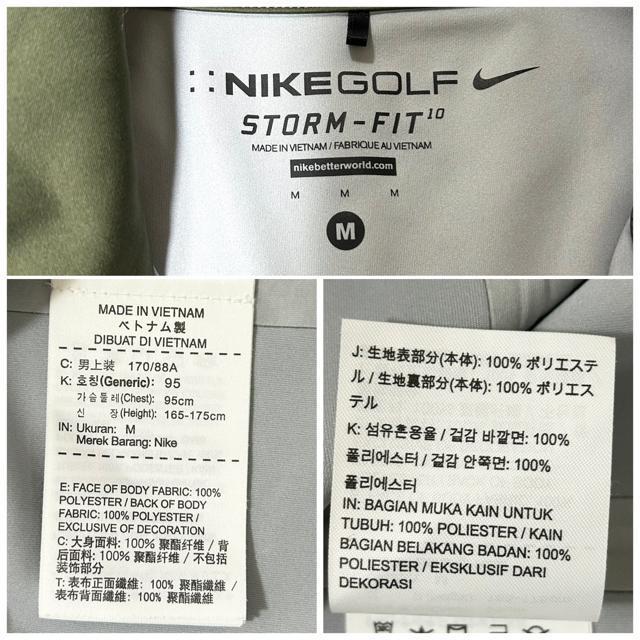 NIKEGOLF
STORM-FIT10
MADE IN VIETNAM / FABRIQUE AU VIETNAM
nikebetterworld.com
M M M
M
MADE IN VIETNAM
ベトナム製
DIBUAT DI VIETNAM
C: 男上装 170/88A
K: 호칭(Generic): 95
가슴둘레(Chest): 95cm
신 장(Height): 165-175cm
IN: Ukuran: M
Merek Barang: Nike
E: FACE OF BODY FABRIC: 100%
POLYESTER / BACK OF BODY
FABRIC: 100% POLYESTER /
EXCLUSIVE OF DECORATION
C: 大身面料: 100% 聚酯纤维 / 背
后面料: 100% 聚酯纤维 / 不包括
装饰部分
T: 表布正面纖維: 100% 聚酯纖維
/ 表布背面纖維: 100% 聚酯纖維
J: 生地表部分(本体): 100% ポリエステ
ル / 生地裏部分(本体): 100% ポリエス
テル
K: 섬유혼용율 / 겉감 바깥면: 100%
폴리에스터 / 겉감 안쪽면: 100%
폴리에스터
IN: BAGIAN MUKA KAIN UNTUK
TUBUH: 100% POLIESTER / KAIN
BAGIAN BELAKANG BADAN: 100%
POLIESTER / EKSKLUSIF DARI
DEKORASI